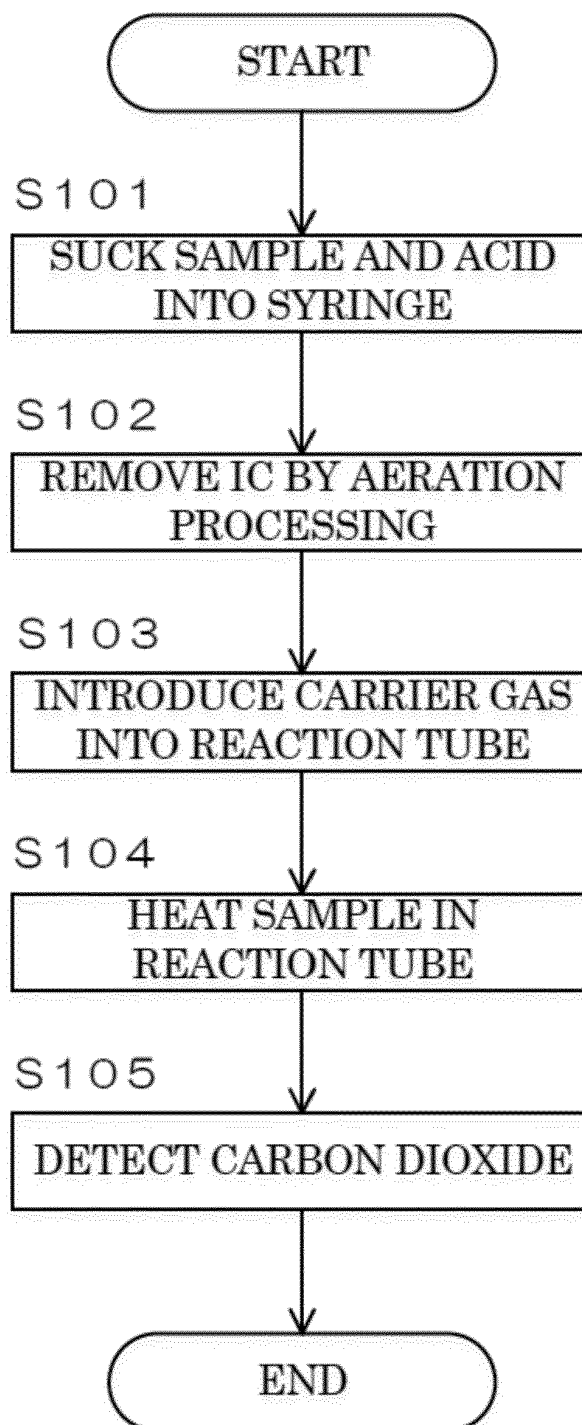 START
S101
SUCK SAMPLE AND ACID
INTO SYRINGE
S102
REMOVE IC BY AERATION
PROCESSING
S103
INTRODUCE CARRIER GAS
INTO REACTION TUBE
S104
HEAT SAMPLE IN
REACTION TUBE
S105
DETECT CARBON DIOXIDE
END